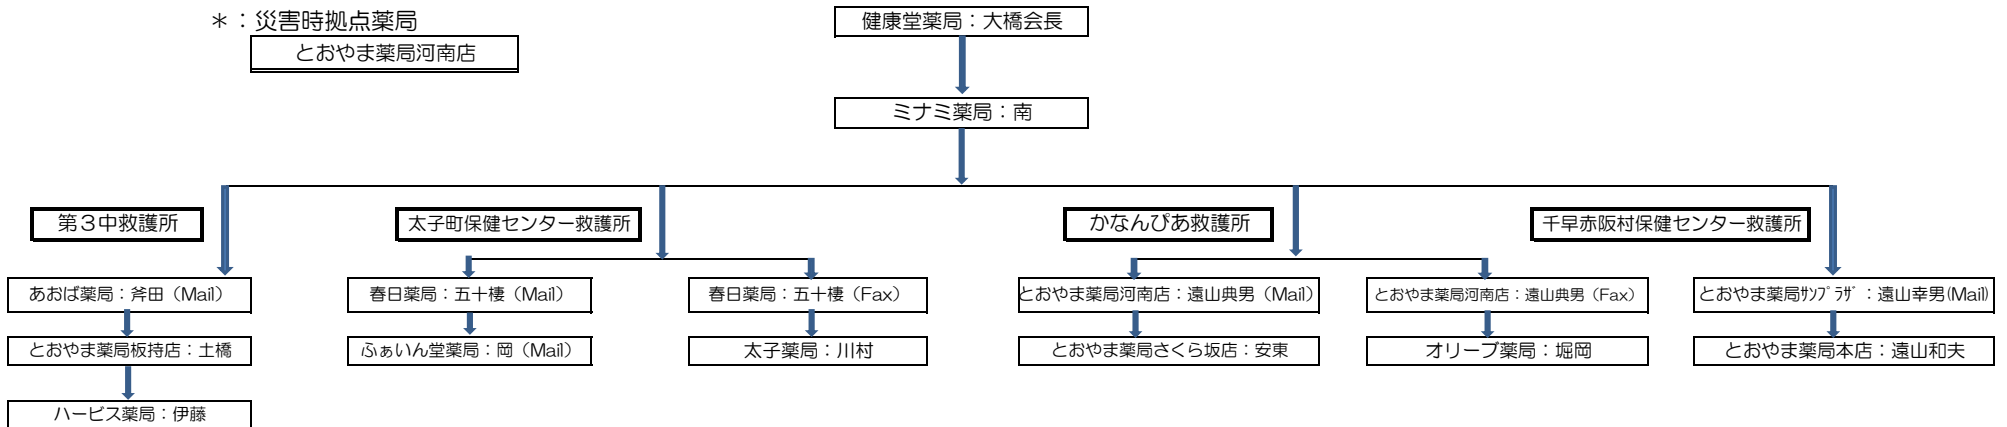 ＊：災害時拠点薬局
とおやま薬局河南店
健康堂薬局：大橋会長
ミナミ薬局：南
第３中救護所
太子町保健センター救護所
かなんぴあ救護所
千早赤阪村保健センター救護所
あおば薬局：斧田（Mail）
春日薬局：五十棲（Mail）
春日薬局：五十棲（Fax）
とおやま薬局河南店：遠山典男（Mail）
とおやま薬局河南店：遠山典男（Fax）
とおやま薬局ｻﾝﾌﾟﾗｻﾞ：遠山幸男(Mail)
とおやま薬局板持店：土橋
ふぁいん堂薬局：岡（Mail）
太子薬局：川村
とおやま薬局さくら坂店：安東
オリーブ薬局：堀岡
とおやま薬局本店：遠山和夫
ハービス薬局：伊藤